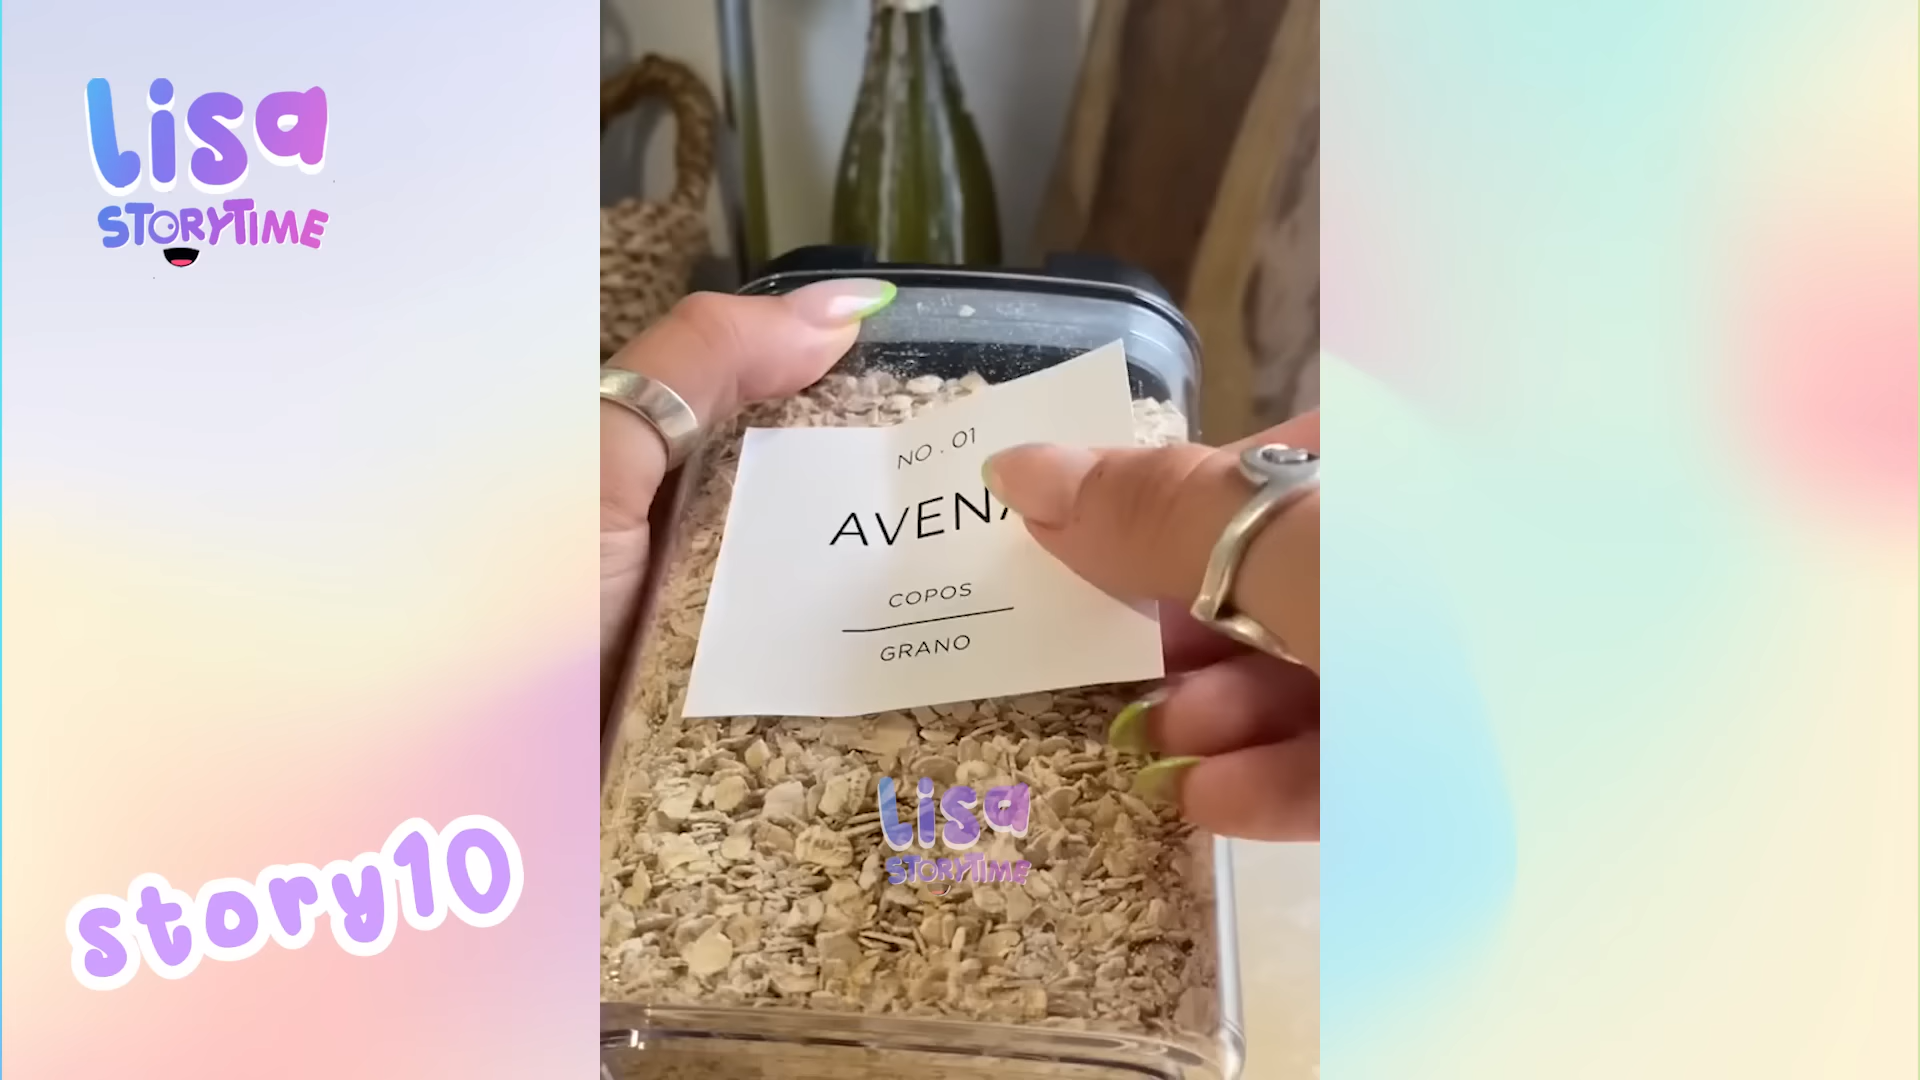 Lisa
STORYTIME
NO. 01
AVENA
COPOS
GRANO
Lisa
STORYTIME
story10